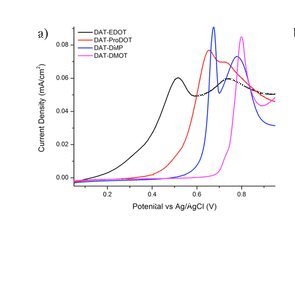 a)
b
DAT-EDOT
DAT-ProDOT
DAT-DiMP
DAT-DMOT
0.08
0.06
0.04
0.02
0.00
Current Density (mA/cm²)
0.2 0.4 0.6 0.8
Potential vs Ag/AgCl (V)